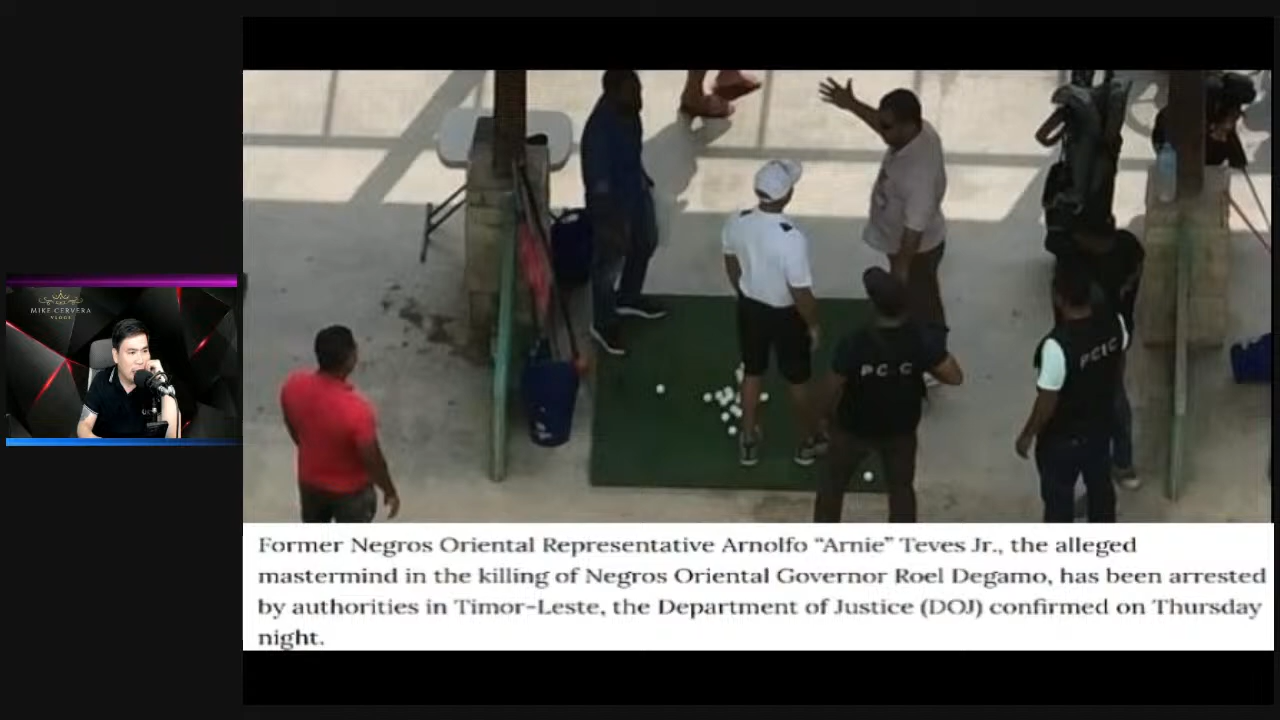 MIKE CERVERA
VLOGS
PCIC
PCIC
Former Negros Oriental Representative Arnolfo “Arnie” Teves Jr., the alleged
mastermind in the killing of Negros Oriental Governor Roel Degamo, has been arrested
by authorities in Timor-Leste, the Department of Justice (DOJ) confirmed on Thursday
night.